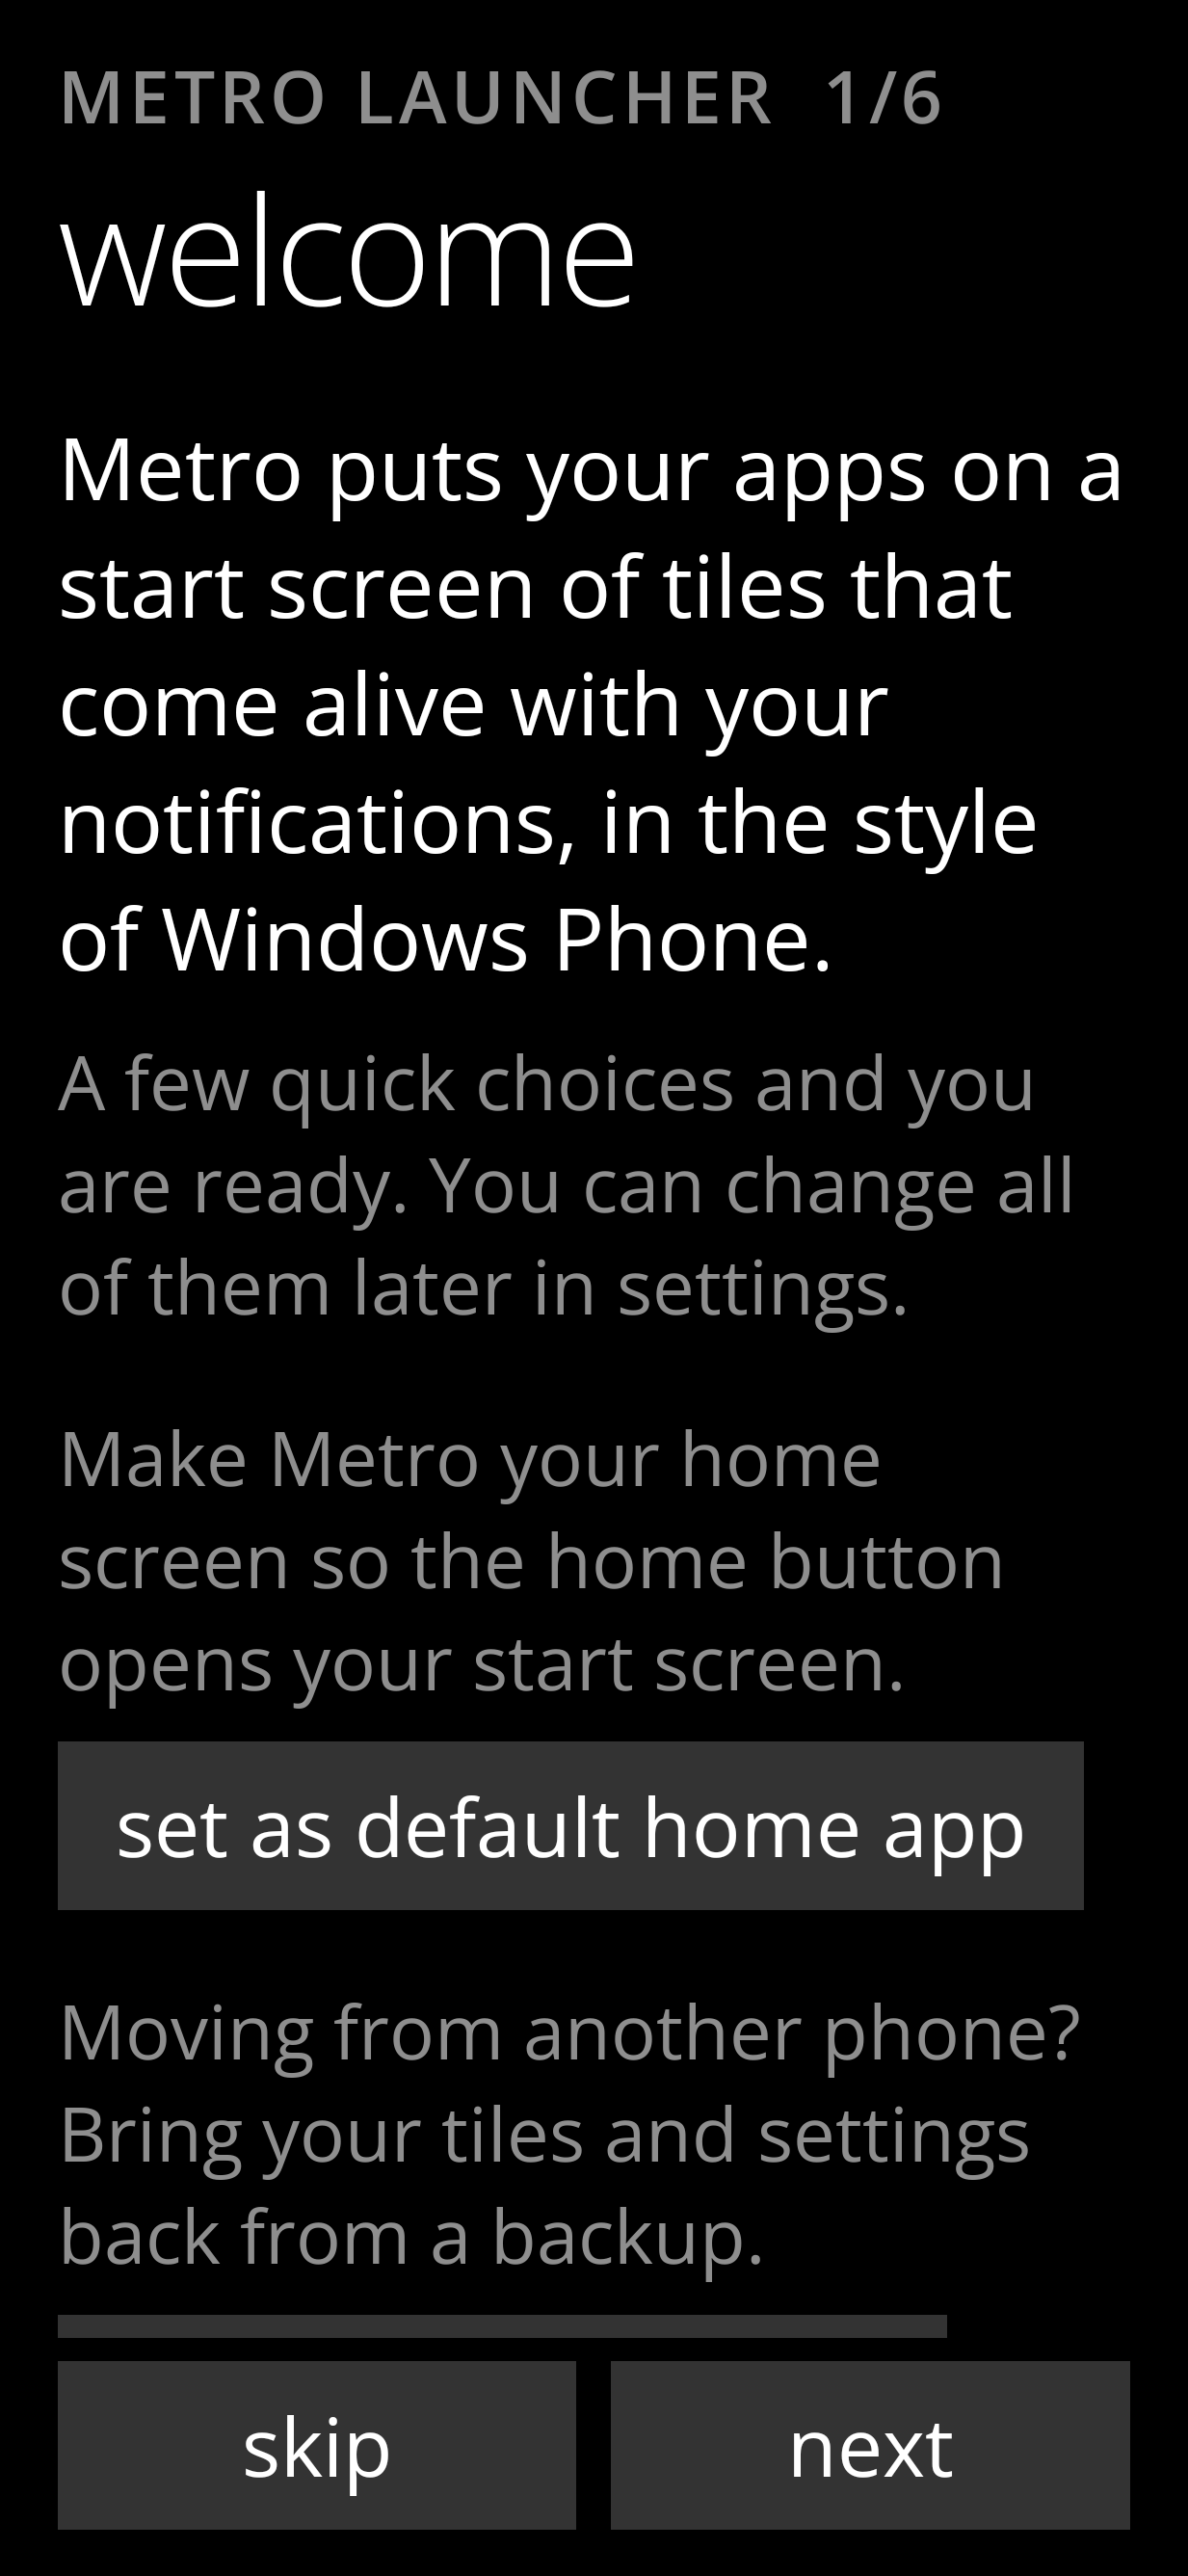 METRO LAUNCHER 1/6
welcome
Metro puts your apps on a
start screen of tiles that
come alive with your
notifications, in the style
of Windows Phone.
A few quick choices and you
are ready. You can change all
of them later in settings.
Make Metro your home
screen so the home button
opens your start screen.
set as default home app
Moving from another phone?
Bring your tiles and settings
back from a backup.
skip
next